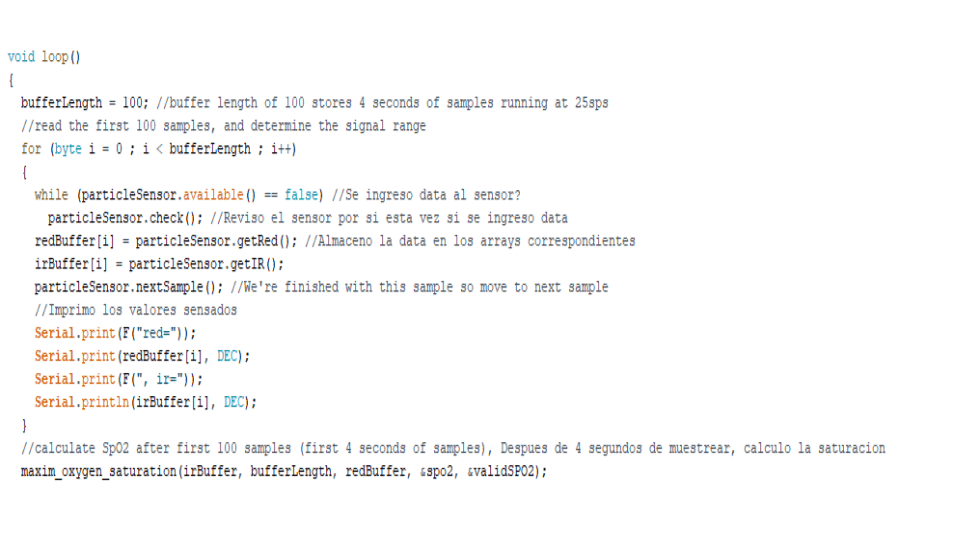 void loop()
{
bufferLength = 100; //buffer length of 100 stores 4 seconds of samples running at 25sps
//read the first 100 samples, and determine the signal range
for (byte i = 0 ; i < bufferLength ; i++)
{
while (particleSensor.available() == false) //Se ingreso data al sensor?
particleSensor.check(); //Reviso el sensor por si esta vez si se ingreso data
redBuffer[i] = particleSensor.getRed(); //Almaceno la data en los arrays correspondientes
irBuffer[i] = particleSensor.getIR();
particleSensor.nextSample(); //We're finished with this sample so move to next sample
//Imprimo los valores sensados
Serial.print(F("red="));
Serial.print(redBuffer[i], DEC);
Serial.print(F(", ir="));
Serial.println(irBuffer[i], DEC);
}
//calculate SpO2 after first 100 samples (first 4 seconds of samples), Despues de 4 segundos de muestrear, calculo la saturacion
maxim_oxygen_saturation(irBuffer, bufferLength, redBuffer, &spo2, &validSPO2);